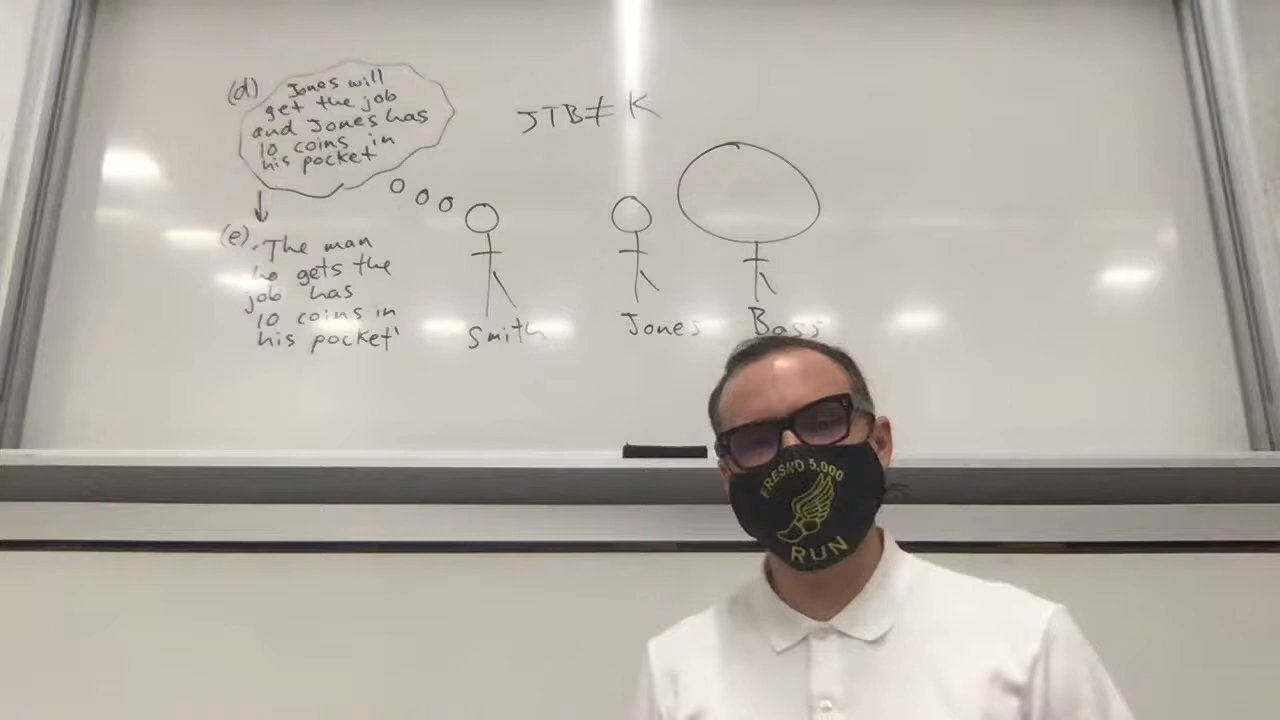 (d) Jones will
get the job
and Jones has
10 coins in
his pocket
JTB≠K
(e) The man
gets the
job has
10 coins in
his pocket
Smith
Jones
Boss
FRESNO 5,000
RUN